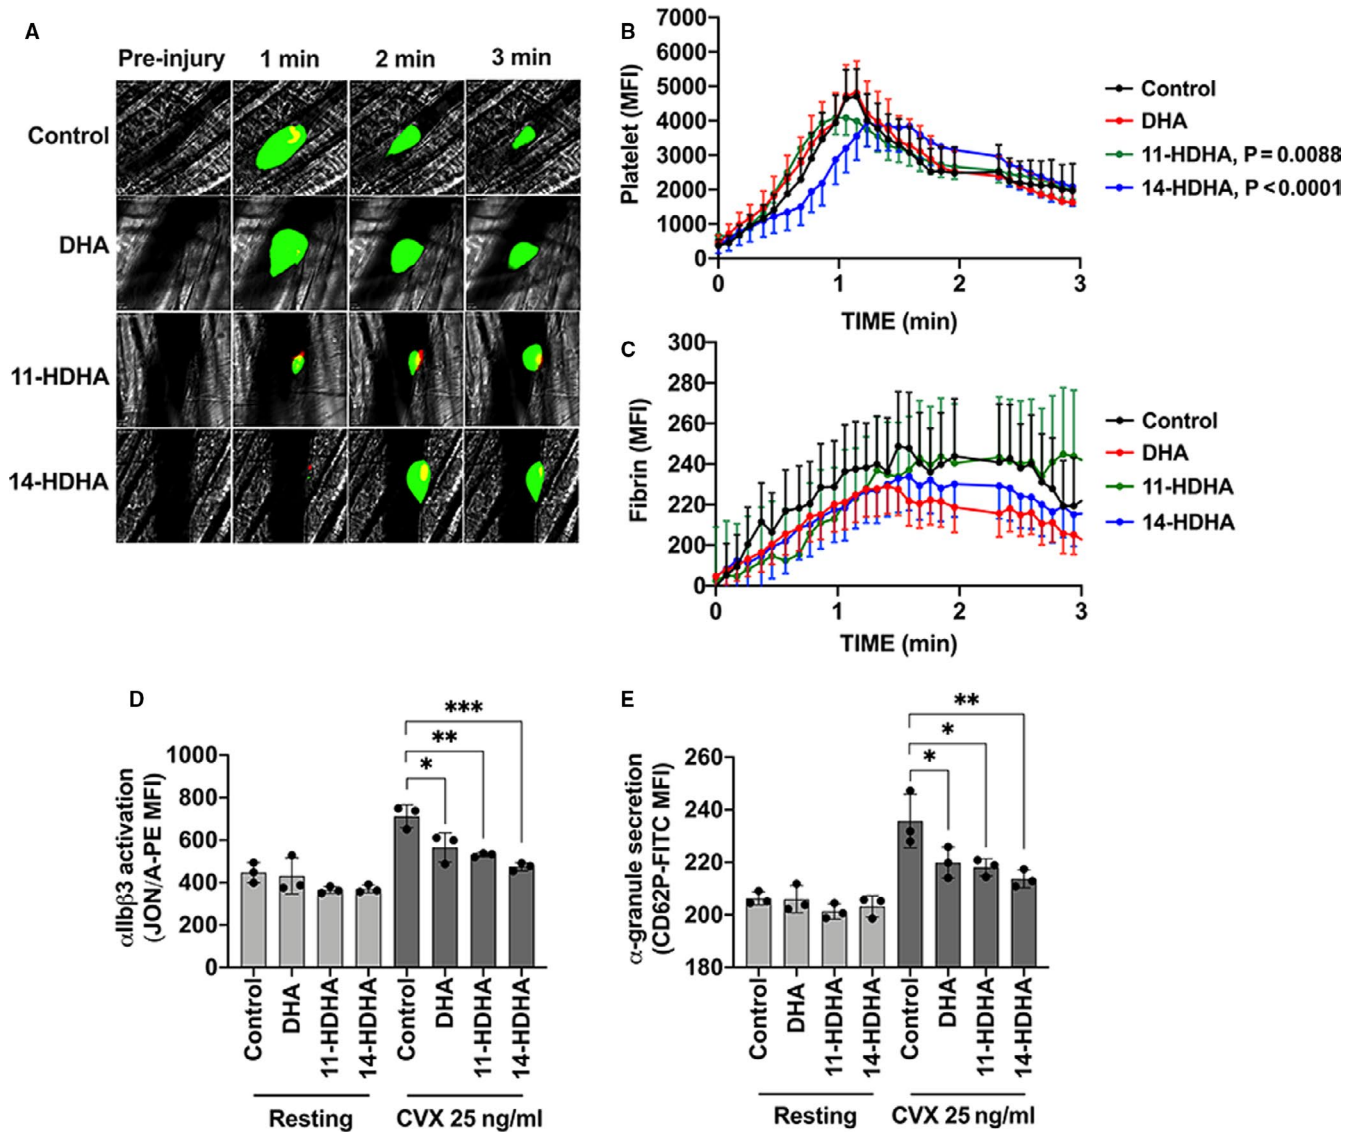 A
Pre-injury 1 min 2 min 3 min
Control
DHA
11-HDHA
14-HDHA
B
7000
6000
5000
4000
3000
2000
1000
0
Platelet (MFI)
0 1 2 3
TIME (min)
Control
DHA
11-HDHA, P = 0.0088
14-HDHA, P < 0.0001
C
300
280
260
240
220
200
0
Fibrin (MFI)
0 1 2 3
TIME (min)
Control
DHA
11-HDHA
14-HDHA
D
αIIbβ3 activation
(JON/A-PE MFI)
1000
800
600
400
200
0
***
**
*
Control DHA 11-HDHA 14-HDHA Control DHA 11-HDHA 14-HDHA
Resting CVX 25 ng/ml
E
α-granule secretion
(CD62P-FITC MFI)
260
240
220
200
180
**
*
*
Control DHA 11-HDHA 14-HDHA Control DHA 11-HDHA 14-HDHA
Resting CVX 25 ng/ml